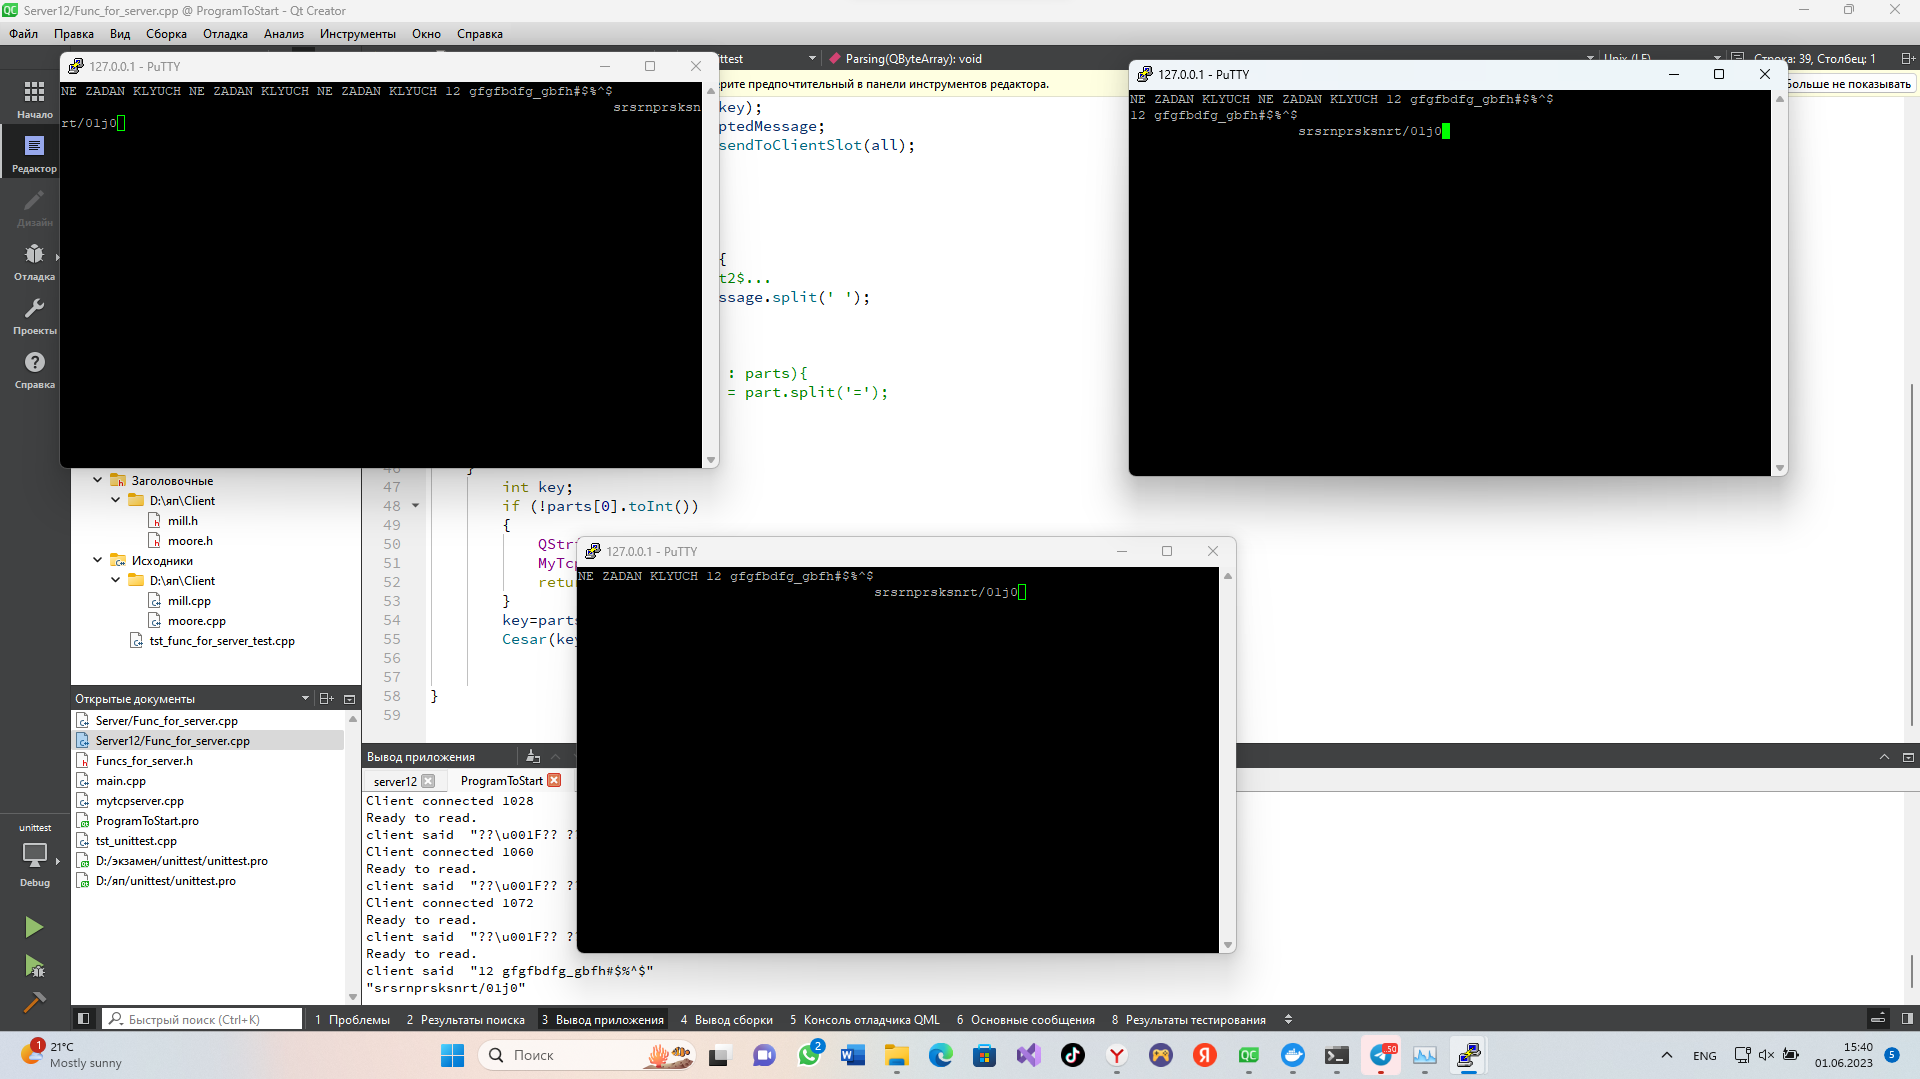 Server12/Func_for_server.cpp @ ProgramToStart - Qt Creator
Файл Правка Вид Сборка Отладка Анализ Инструменты Окно Справка
ttest Parsing(QByteArray): void Unix (LF) Строка: 39, Столбец: 1
предпочтительный в панели инструментов редактора. Больше не показывать
127.0.0.1 - PuTTY
NE ZADAN KLYUCH NE ZADAN KLYUCH NE ZADAN KLYUCH 12 gfgfbdfg_gbfh#$%^$
srsrnprsksn
rt/01j0
127.0.0.1 - PuTTY
NE ZADAN KLYUCH NE ZADAN KLYUCH 12 gfgfbdfg_gbfh#$%^$
12 gfgfbdfg_gbfh#$%^$
srsrnprsksnrt/01j0
127.0.0.1 - PuTTY
NE ZADAN KLYUCH 12 gfgfbdfg_gbfh#$%^$
srsrnprsksnrt/01j0
Начало
Редактор
Дизайн
Отладка
Проекты
Справка
key);
ptedMessage;
sendToClientSlot(all);
{
t2$...
ssage.split(' ');
: parts){
= part.split('=');
46 }
47 int key;
48 if (!parts[0].toInt())
49 {
50 QStri
51 MyTcp
52 retu
53 }
54 key=parts
55 Cesar(key
56
57
58 }
59
Заголовочные
D:\яп\Client
mill.h
moore.h
Исходники
D:\яп\Client
mill.cpp
moore.cpp
tst_func_for_server_test.cpp
Открытые документы
Server/Func_for_server.cpp
Server12/Func_for_server.cpp
Funcs_for_server.h
main.cpp
mytcpserver.cpp
ProgramToStart.pro
tst_unittest.cpp
D:/экзамен/unittest/unittest.pro
D:/яп/unittest/unittest.pro
unittest
Debug
Вывод приложения
server12 ProgramToStart
Client connected 1028
Ready to read.
client said "??\u001F?? ??
Client connected 1060
Ready to read.
client said "??\u001F?? ??
Client connected 1072
Ready to read.
client said "??\u001F?? ??
Ready to read.
client said "12 gfgfbdfg_gbfh#$%^$"
"srsrnprsksnrt/01j0"
Быстрый поиск (Ctrl+K) 1 Проблемы 2 Результаты поиска 3 Вывод приложения 4 Вывод сборки 5 Консоль отладчика QML 6 Основные сообщения 8 Результаты тестирования
1 21°C
Mostly sunny
Поиск
2
50
ENG
15:40
01.06.2023
5